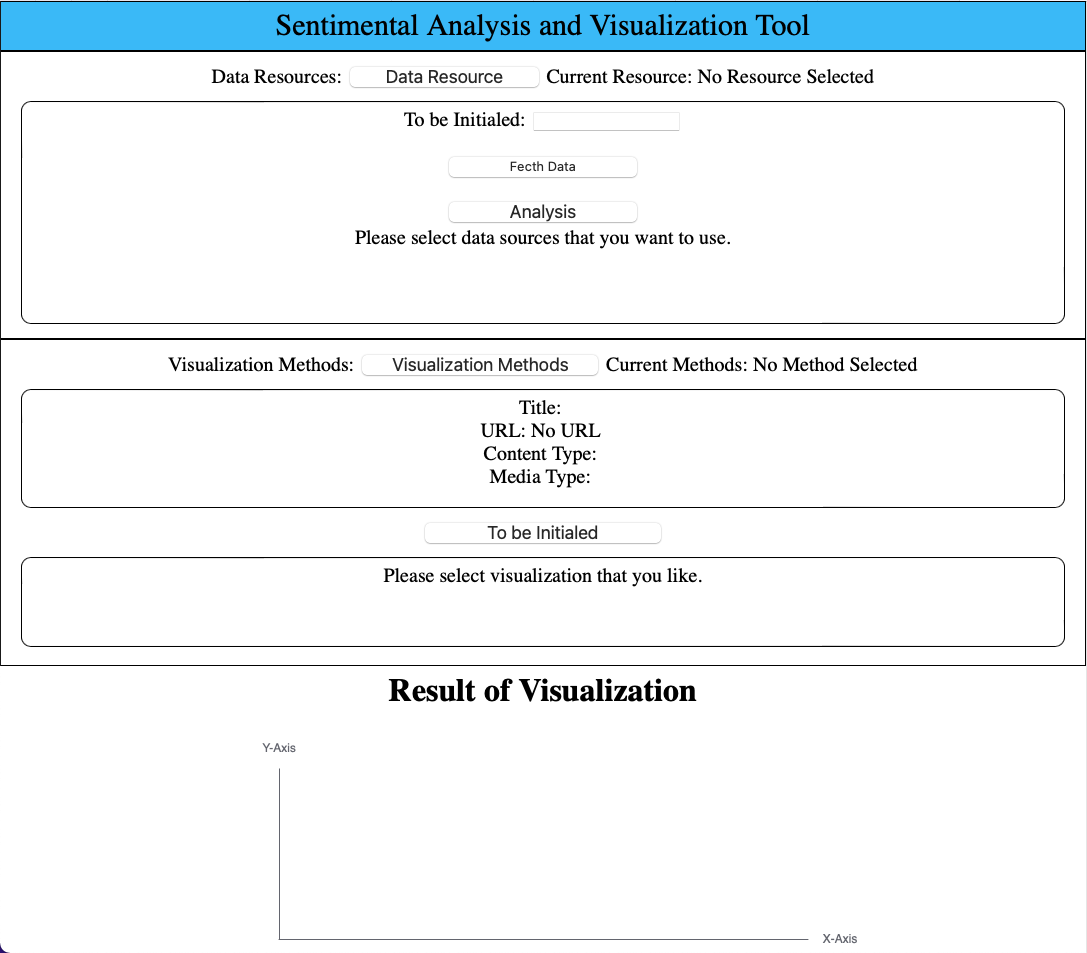 Sentimental Analysis and Visualization Tool
Data Resources: Data Resource Current Resource: No Resource Selected
To be Initialed:
Fecth Data
Analysis
Please select data sources that you want to use.
Visualization Methods: Visualization Methods Current Methods: No Method Selected
Title:
URL: No URL
Content Type:
Media Type:
To be Initialed
Please select visualization that you like.
Result of Visualization
Y-Axis
X-Axis